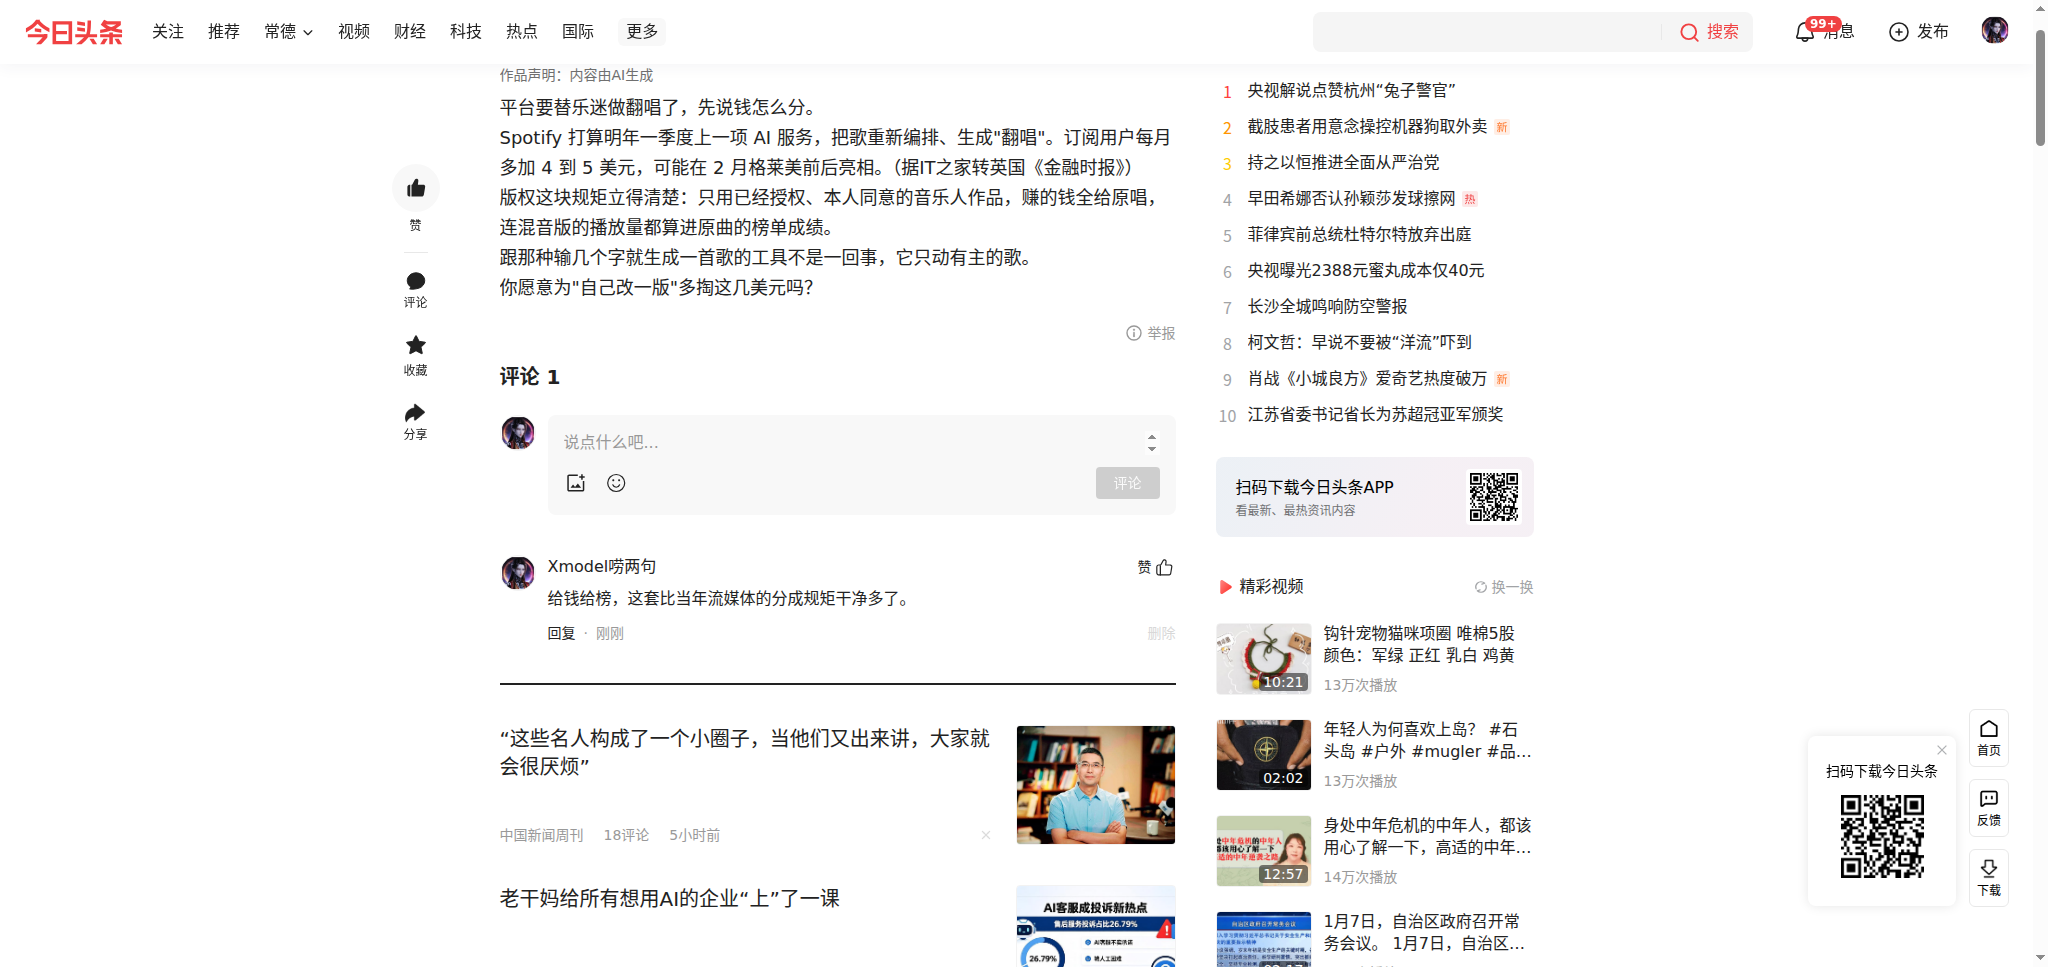 今日头条
关注
推荐
常德
视频
财经
科技
热点
国际
更多
搜索
99+
消息
发布
作品声明：内容由AI生成
平台要替乐迷做翻唱了，先说钱怎么分。
Spotify 打算明年一季度上一项 AI 服务，把歌重新编排、生成"翻唱"。订阅用户每月
多加 4 到 5 美元，可能在 2 月格莱美前后亮相。（据IT之家转英国《金融时报》）
版权这块规矩立得清楚：只用已经授权、本人同意的音乐人作品，赚的钱全给原唱，
连混音版的播放量都算进原曲的榜单成绩。
跟那种输几个字就生成一首歌的工具不是一回事，它只动有主的歌。
你愿意为"自己改一版"多掏这几美元吗？
举报
赞
评论
收藏
分享
评论 1
说点什么吧...
评论
Xmodel唠两句
赞
给钱给榜，这套比当年流媒体的分成规矩干净多了。
回复 · 刚刚
删除
“这些名人构成了一个小圈子，当他们又出来讲，大家就
会很厌烦”
中国新闻周刊
18评论
5小时前
老干妈给所有想用AI的企业“上”了一课
AI客服成投诉新热点
售后服务投诉占比26.79%
26.79%
转人工困难
1 央视解说点赞杭州“兔子警官”
2 截肢患者用意念操控机器狗取外卖 新
3 持之以恒推进全面从严治党
4 早田希娜否认孙颖莎发球擦网 热
5 菲律宾前总统杜特尔特放弃出庭
6 央视曝光2388元蜜丸成本仅40元
7 长沙全城鸣响防空警报
8 柯文哲：早说不要被“洋流”吓到
9 肖战《小城良方》爱奇艺热度破万 新
10 江苏省委书记省长为苏超冠亚军颁奖
扫码下载今日头条APP
看最新、最热资讯内容
精彩视频
换一换
10:21
钩针宠物猫咪项圈 唯棉5股
颜色：军绿 正红 乳白 鸡黄
13万次播放
02:02
年轻人为何喜欢上岛？ #石
头岛 #户外 #mugler #品...
13万次播放
12:57
身处中年危机的中年人，都该
用心了解一下，高适的中年...
14万次播放
1月7日，自治区政府召开常
务会议。 1月7日，自治区...
扫码下载今日头条
首页
反馈
下载